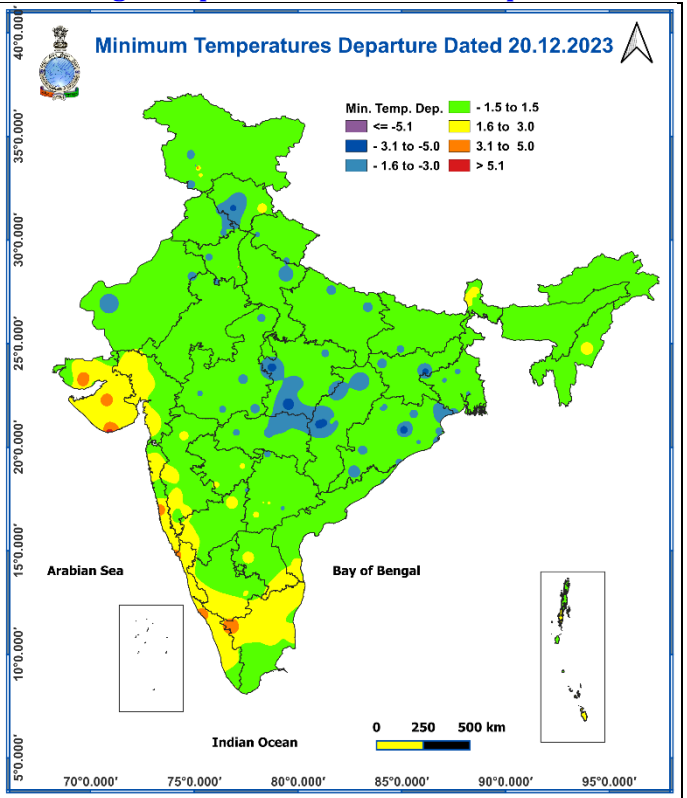 Minimum Temperatures Departure Dated 20.12.2023
Min. Temp. Dep.
<= -5.1
- 3.1 to -5.0
- 1.6 to -3.0
- 1.5 to 1.5
1.6 to 3.0
3.1 to 5.0
> 5.1
40°0.000'
35°0.000'
30°0.000'
25°0.000'
20°0.000'
15°0.000'
10°0.000'
5°0.000'
Arabian Sea
Bay of Bengal
Indian Ocean
0 250 500 km
70°0.000' 75°0.000' 80°0.000' 85°0.000' 90°0.000' 95°0.000'